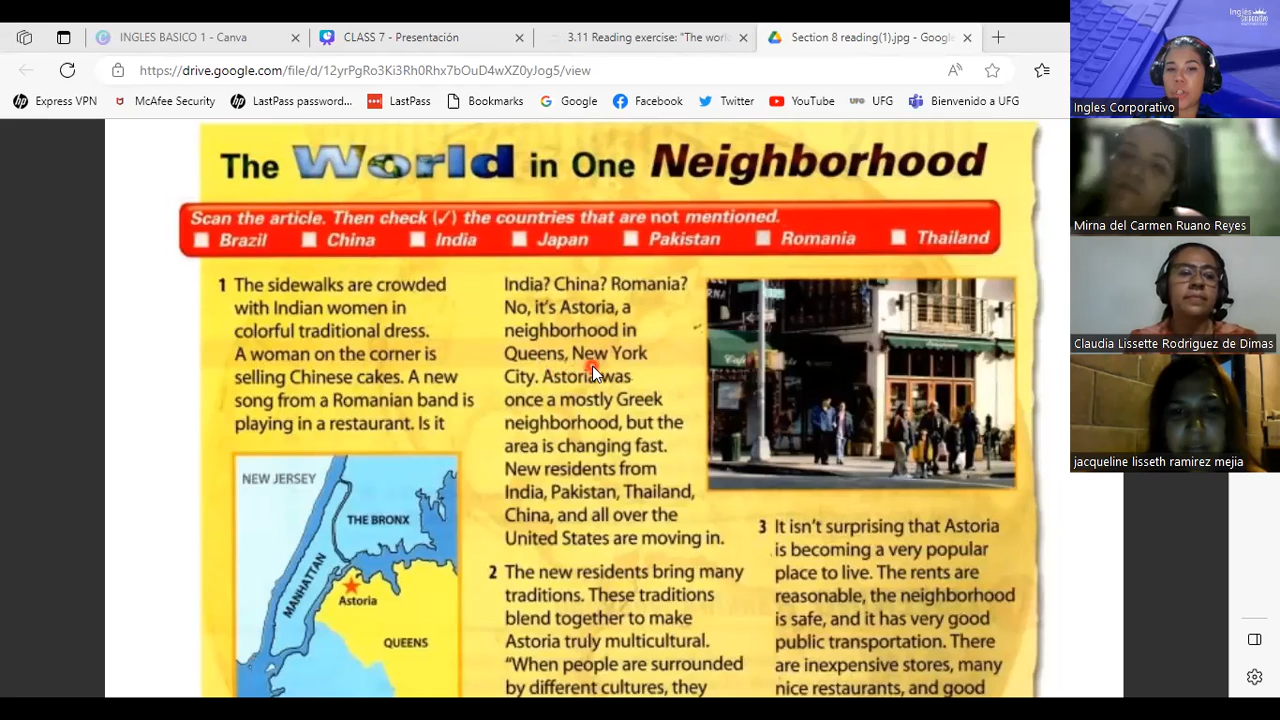 INGLES BASICO 1 - Canva
CLASS 7 - Presentación
3.11 Reading exercise: "The worl
Section 8 reading(1).jpg - Google
https://drive.google.com/file/d/12yrPgRo3Ki3Rh0Rhx7bOuD4wXZ0yJog5/view
Express VPN
McAfee Security
LastPass password...
LastPass
Bookmarks
Google
Facebook
Twitter
YouTube
UFG
Bienvenido a UFG
The World in One Neighborhood
Scan the article. Then check (✓) the countries that are not mentioned.
Brazil China India Japan Pakistan Romania Thailand
1 The sidewalks are crowded
with Indian women in
colorful traditional dress.
A woman on the corner is
selling Chinese cakes. A new
song from a Romanian band is
playing in a restaurant. Is it
NEW JERSEY
THE BRONX
MANHATTAN
Astoria
QUEENS
India? China? Romania?
No, it's Astoria, a
neighborhood in
Queens, New York
City. Astoria was
once a mostly Greek
neighborhood, but the
area is changing fast.
New residents from
India, Pakistan, Thailand,
China, and all over the
United States are moving in.
2 The new residents bring many
traditions. These traditions
blend together to make
Astoria truly multicultural.
"When people are surrounded
by different cultures, they
3 It isn't surprising that Astoria
is becoming a very popular
place to live. The rents are
reasonable, the neighborhood
is safe, and it has very good
public transportation. There
are inexpensive stores, many
nice restaurants, and good
Inglés
Ingles Corporativo
Mirna del Carmen Ruano Reyes
Claudia Lissette Rodriguez de Dimas
jacqueline lisseth ramirez mejia